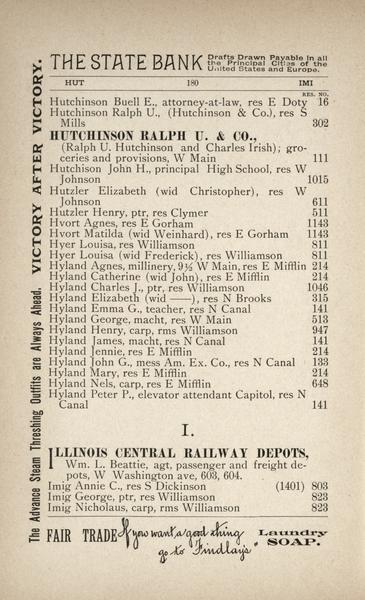 THE STATE BANK Drafts Drawn Payable in all
the Principal Cities of the
United States and Europe.
HUT 180 IMI
RES. NO.
Hutchinson Buell E., attorney-at-law, res E Doty 16
Hutchinson Ralph U., (Hutchinson & Co.), res S
Mills 302
HUTCHINSON RALPH U. & CO.,
(Ralph U. Hutchinson and Charles Irish); gro-
ceries and provisions, W Main 111
Hutchison John H., principal High School, res W
Johnson 1015
Hutzler Elizabeth (wid Christopher), res W
Johnson 611
Hutzler Henry, ptr, res Clymer 511
Hvort Agnes, res E Gorham 1143
Hvort Matilda (wid Weinhard), res E Gorham 1143
Hyer Louisa, res Williamson 811
Hyer Louisa (wid Frederick), res Williamson 811
Hyland Agnes, millinery, 9½ W Main, res E Mifflin 214
Hyland Catherine (wid John), res E Mifflin 214
Hyland Charles J., ptr, res Williamson 1046
Hyland Elizabeth (wid ——), res N Brooks 315
Hyland Emma G., teacher, res N Canal 141
Hyland George, macht, res W Main 513
Hyland Henry, carp, rms Williamson 947
Hyland James, macht, res N Canal 141
Hyland Jennie, res E Mifflin 214
Hyland John G., mess Am. Ex. Co., res N Canal 133
Hyland Mary, res E Mifflin 214
Hyland Nels, carp, res E Mifflin 648
Hyland Peter P., elevator attendant Capitol, res N
Canal 141
I.
ILLINOIS CENTRAL RAILWAY DEPOTS,
Wm. L. Beattie, agt, passenger and freight de-
pots, W Washington ave, 603, 604.
Imig Annie C., res S Dickinson (1401) 803
Imig George, ptr, res Williamson 823
Imig Nicholaus, carp, rms Williamson 823
FAIR TRADE "If you want a good thing
go to Findlay's" Laundry
SOAP.
The Advance Steam Threshing Outfits are Always Ahead. VICTORY AFTER VICTORY.